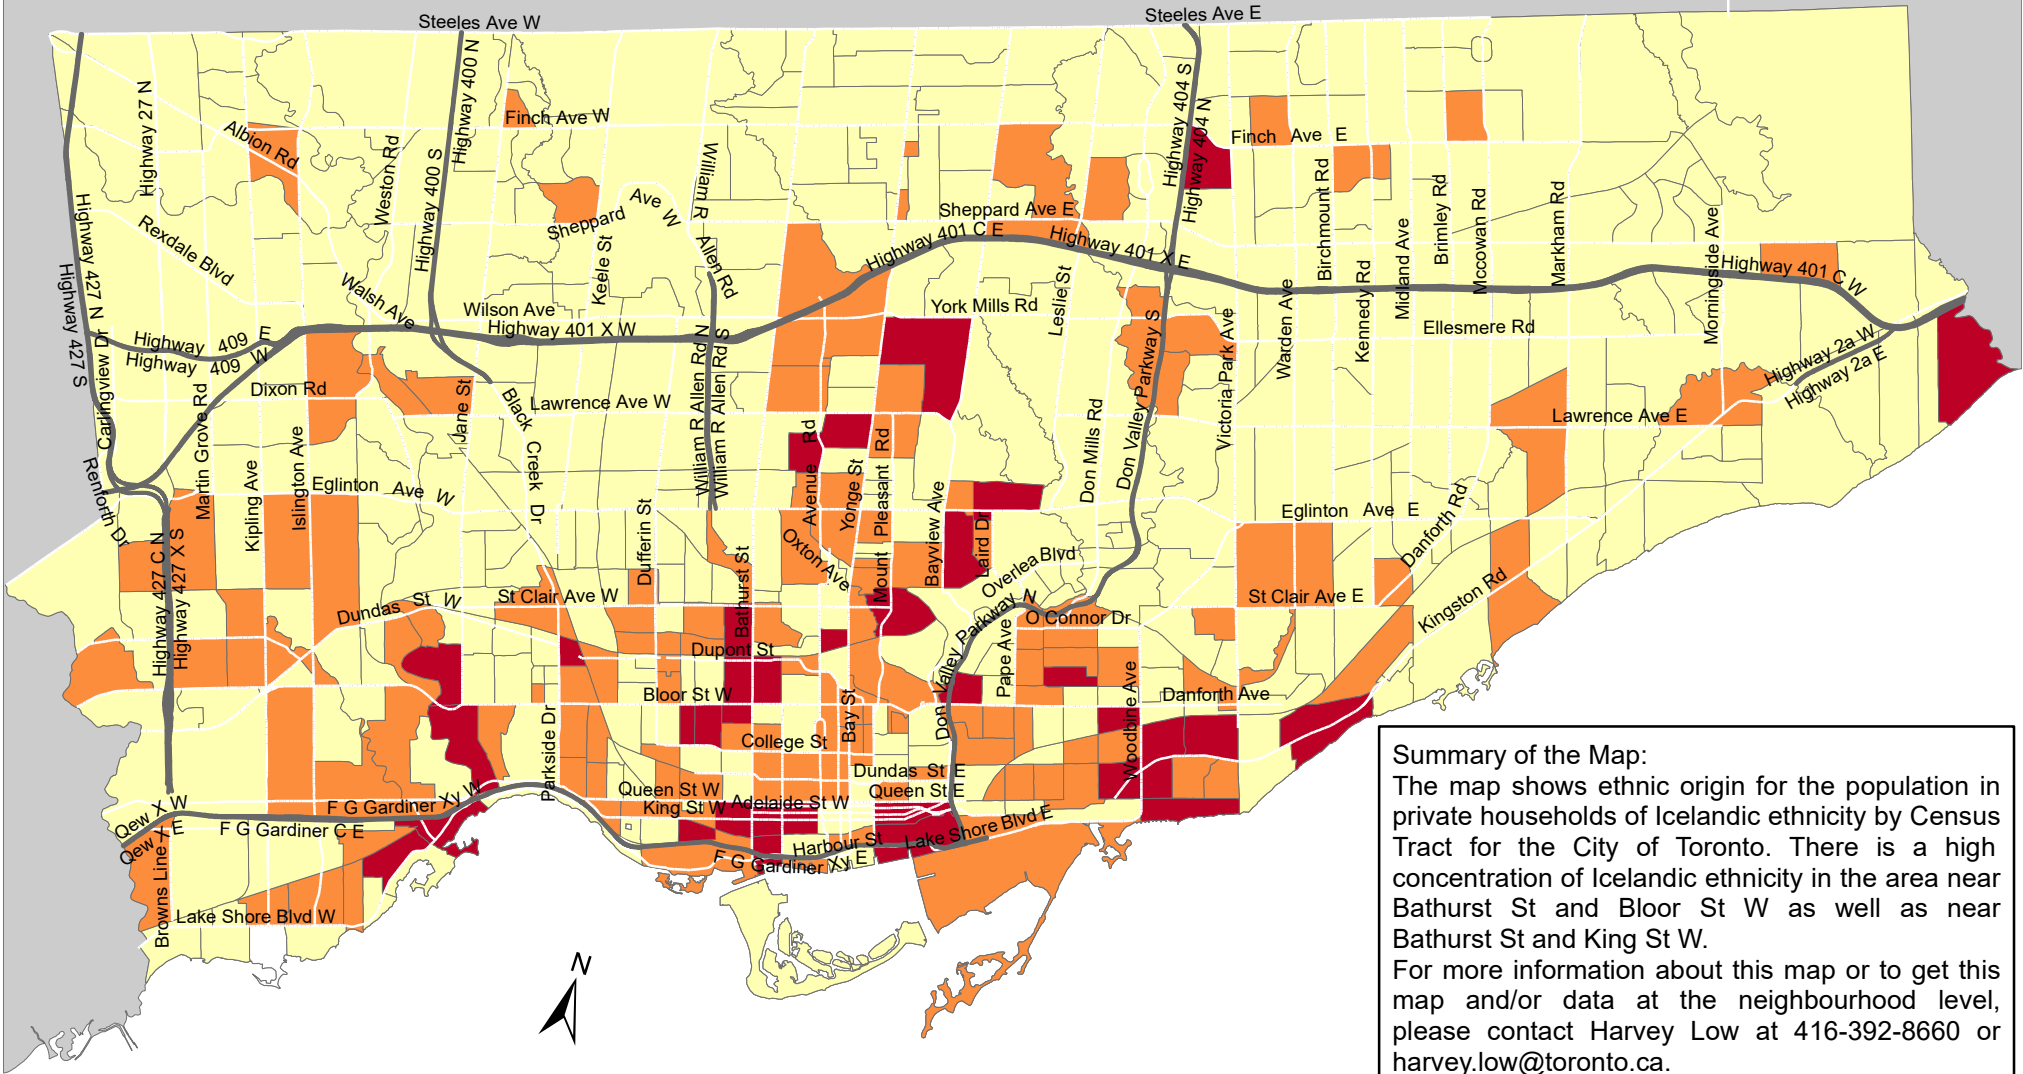 Steeles Ave W
Steeles Ave E
Highway 27 N
Highway 400 N
Highway 400 S
Highway 404 S
Highway 404 N
Finch Ave W
Finch Ave E
Albion Rd
Weston Rd
William R Allen Rd
Sheppard Ave W
Sheppard Ave E
Keele St
Rexdale Blvd
Highway 427 N
Highway 427 S
Walsh Ave
Wilson Ave
Highway 401 X W
Highway 401 C E
Highway 401 X E
Highway 401 C W
York Mills Rd
Leslie St
Birchmount Rd
Kennedy Rd
Midland Ave
Brimley Rd
Mccowan Rd
Markham Rd
Morningside Ave
Warden Ave
Victoria Park Ave
Ellesmere Rd
Highway 2a W
Highway 2a E
Highway 409 E
Highway 409 W
Carlingview Dr
Dixon Rd
Martin Grove Rd
Jane St
Black Creek Dr
Lawrence Ave W
Lawrence Ave E
William R Allen Rd N
William R Allen Rd S
Don Valley Parkway S
Don Mills Rd
Renforth Dr
Kipling Ave
Islington Ave
Eglinton Ave W
Eglinton Ave E
Avenue Rd
Yonge St
Mount Pleasant Rd
Bayview Ave
Laird Dr
Oxton Ave
Overlea Blvd
Danforth Rd
Kingston Rd
Highway 427 C N
Highway 427 X S
Dufferin St
Bathurst St
St Clair Ave W
St Clair Ave E
Dundas St W
O Connor Dr
Don Valley Parkway N
Pape Ave
Dupont St
Bloor St W
Danforth Ave
Woodbine Ave
Bay St
College St
Parkside Dr
Dundas St E
Queen St W
Queen St E
King St W
Adelaide St W
Qew X W
Qew X E
F G Gardiner Xy W
F G Gardiner C E
F G Gardiner Xy E
Harbour St
Lake Shore Blvd E
Browns Line
Lake Shore Blvd W
N
Summary of the Map:
The map shows ethnic origin for the population in
private households of Icelandic ethnicity by Census
Tract for the City of Toronto. There is a high
concentration of Icelandic ethnicity in the area near
Bathurst St and Bloor St W as well as near
Bathurst St and King St W.
For more information about this map or to get this
map and/or data at the neighbourhood level,
please contact Harvey Low at 416-392-8660 or
harvey.low@toronto.ca.